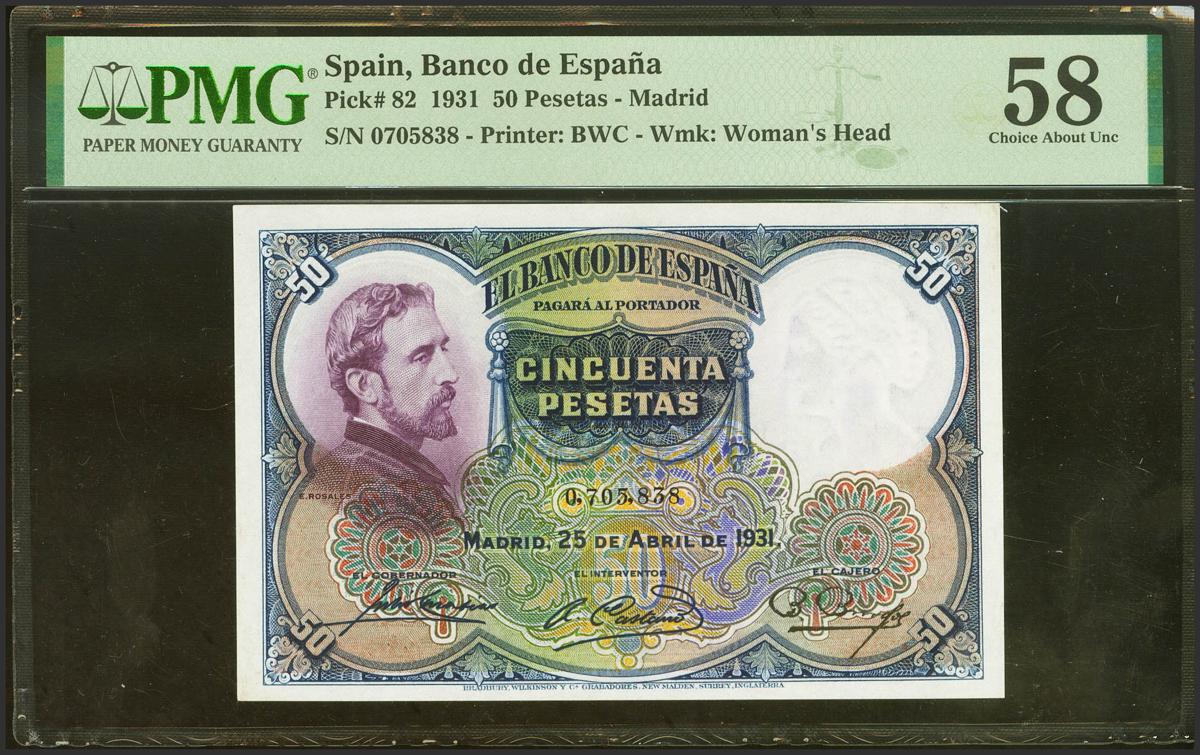 PMG®
PAPER MONEY GUARANTY
Spain, Banco de España
Pick# 82 1931 50 Pesetas - Madrid
S/N 0705838 - Printer: BWC - Wmk: Woman's Head
58
Choice About Unc
50
50
EL BANCO DE ESPAÑA
PAGARÁ AL PORTADOR
CINCUENTA
PESETAS
E. ROSALES
0,705,838
MADRID, 25 DE ABRIL DE 1931.
EL GOBERNADOR
EL INTERVENTOR
EL CAJERO
50
50
BRADBURY, WILKINSON Y Cª GRABADORES, NEW MALDEN, SURREY, INGLATERRA